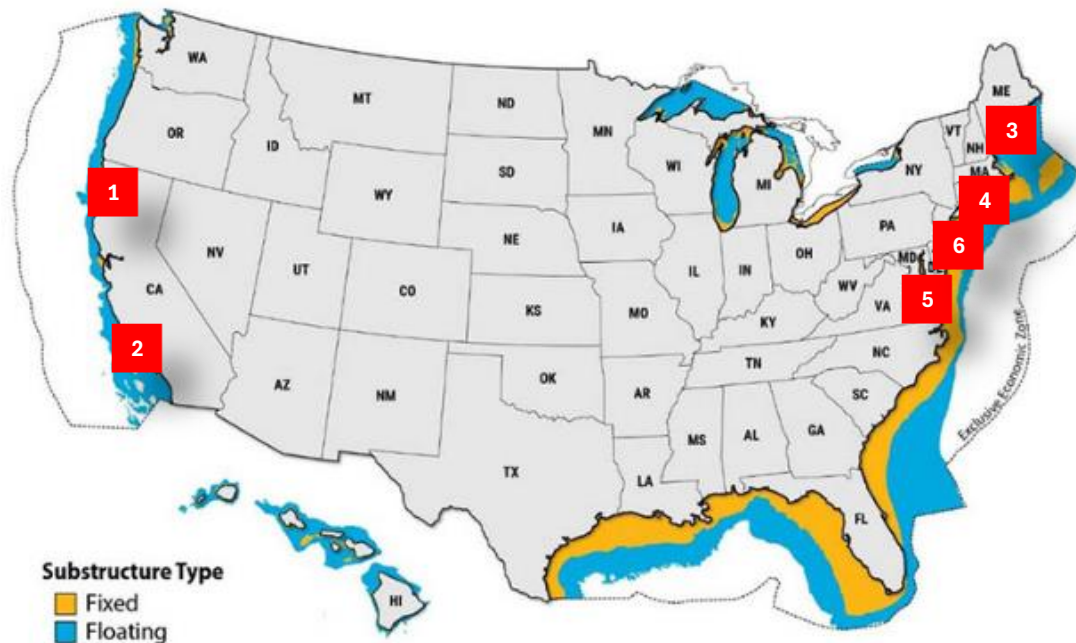 WA
ME
MT
ND
3
VT
NH
OR
MN
ID
SD
WI
NY
MA
1
MI
4
WY
IA
PA
6
NE
NV
OH
MD
DE
IL
IN
UT
WV
5
CO
VA
CA
KS
MO
KY
2
NC
TN
OK
AZ
NM
AR
SC
MS
AL
GA
Exclusive Economic Zone
TX
LA
FL
HI
Substructure Type
Fixed
Floating